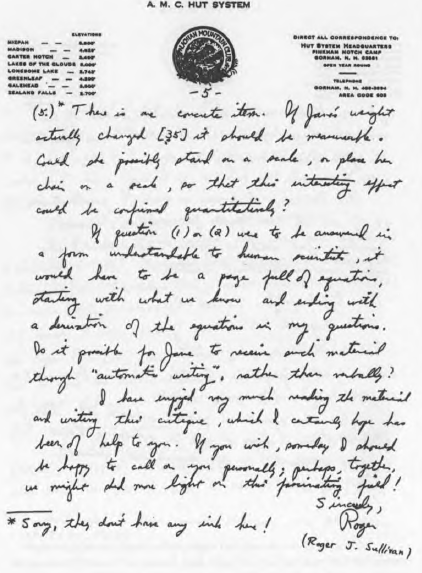 A. M. C. HUT SYSTEM
ELEVATIONS
MIZPAH — — 3,800'
MADISON — — 4,825'
CARTER NOTCH — 3,450'
LAKES OF THE CLOUDS 5,000'
LONESOME LAKE — 2,743'
GREENLEAF — 4,200'
GALEHEAD — 3,800'
ZEALAND FALLS — 2,700'
APPALACHIAN MOUNTAIN CLUB
DIRECT ALL CORRESPONDENCE TO:
HUT SYSTEM HEADQUARTERS
PINKHAM NOTCH CAMP
GORHAM, N. H. 03581
OPEN YEAR ROUND
TELEPHONE
GORHAM, N. H. 466-3994
AREA CODE 603
-5-
(5.)* There is one concrete item. If Jane's weight
actually changed [35] it should be measurable.
Could she possibly stand on a scale, or place her
chair on a scale, so that this interesting effect
could be confirmed quantitatively?
If question (1) or (2) were to be answered in
a form understandable to human scientists, it
would have to be a page full of equations,
starting with what we know and ending with
a derivation of the equations in my questions.
Is it possible for Jane to receive such material
through "automatic writing", rather than verbally?
I have enjoyed very much reading the material
and writing this critique, which I certainly hope has
been of help to you. If you wish, someday I should
be happy to call on you personally; perhaps, together,
we might shed more light on this fascinating field!
Sincerely,
Roger
(Roger J. Sullivan)
* Sorry, they don't have any ink here!